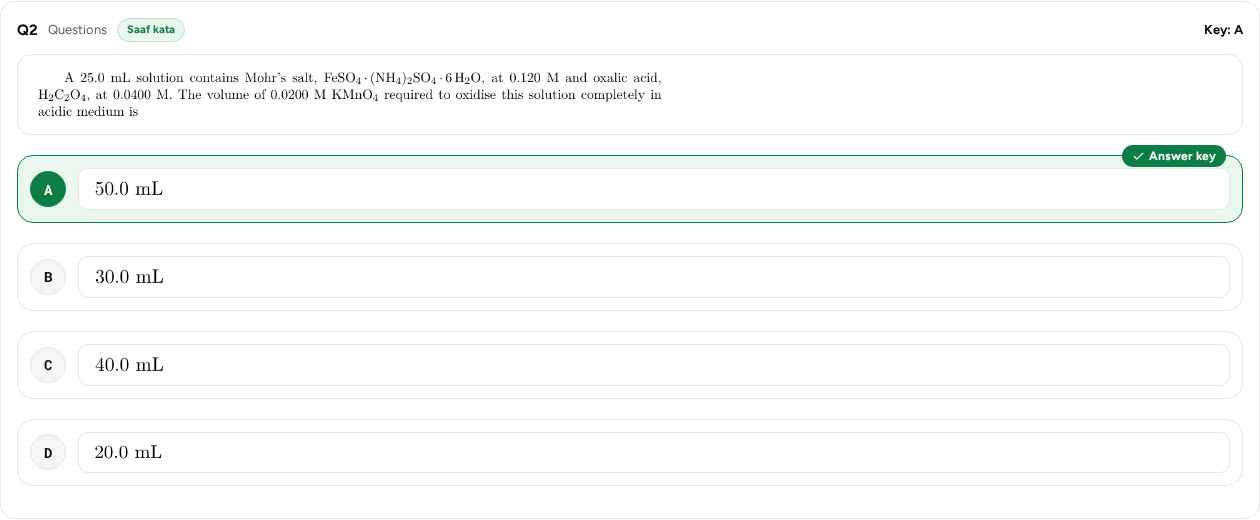 Q2 Questions Saaf kata Key: A
A 25.0 mL solution contains Mohr's salt, FeSO₄·(NH₄)₂SO₄·6H₂O, at 0.120 M and oxalic acid,
H₂C₂O₄, at 0.0400 M. The volume of 0.0200 M KMnO₄ required to oxidise this solution completely in
acidic medium is
✓ Answer key
A 50.0 mL
B 30.0 mL
C 40.0 mL
D 20.0 mL